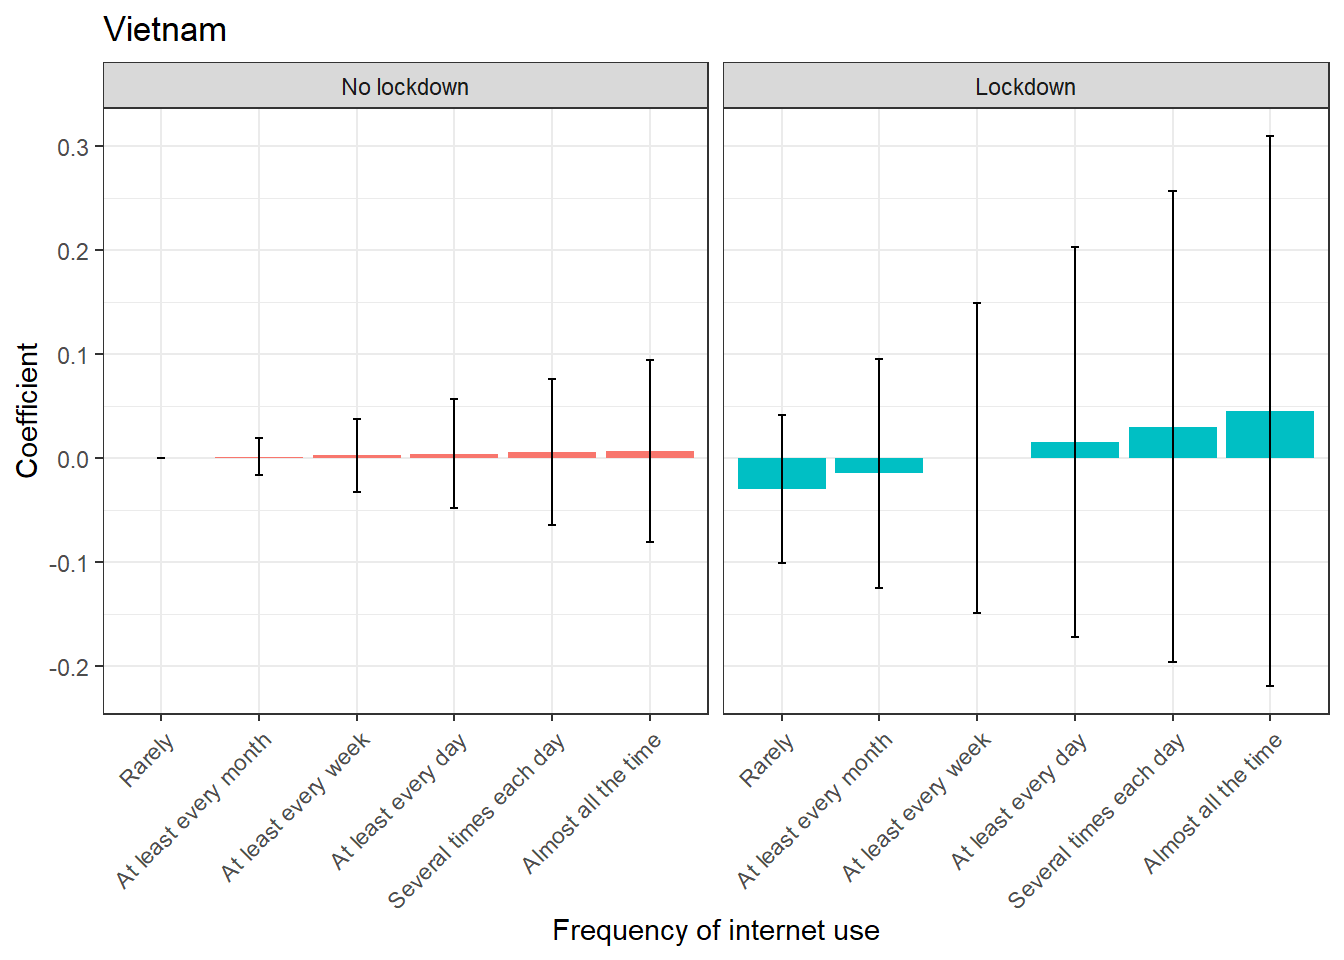 Vietnam
No lockdown
Lockdown
Coefficient
0.3
0.2
0.1
0.0
-0.1
-0.2
Rarely
At least every month
At least every week
At least every day
Several times each day
Almost all the time
Rarely
At least every month
At least every week
At least every day
Several times each day
Almost all the time
Frequency of internet use